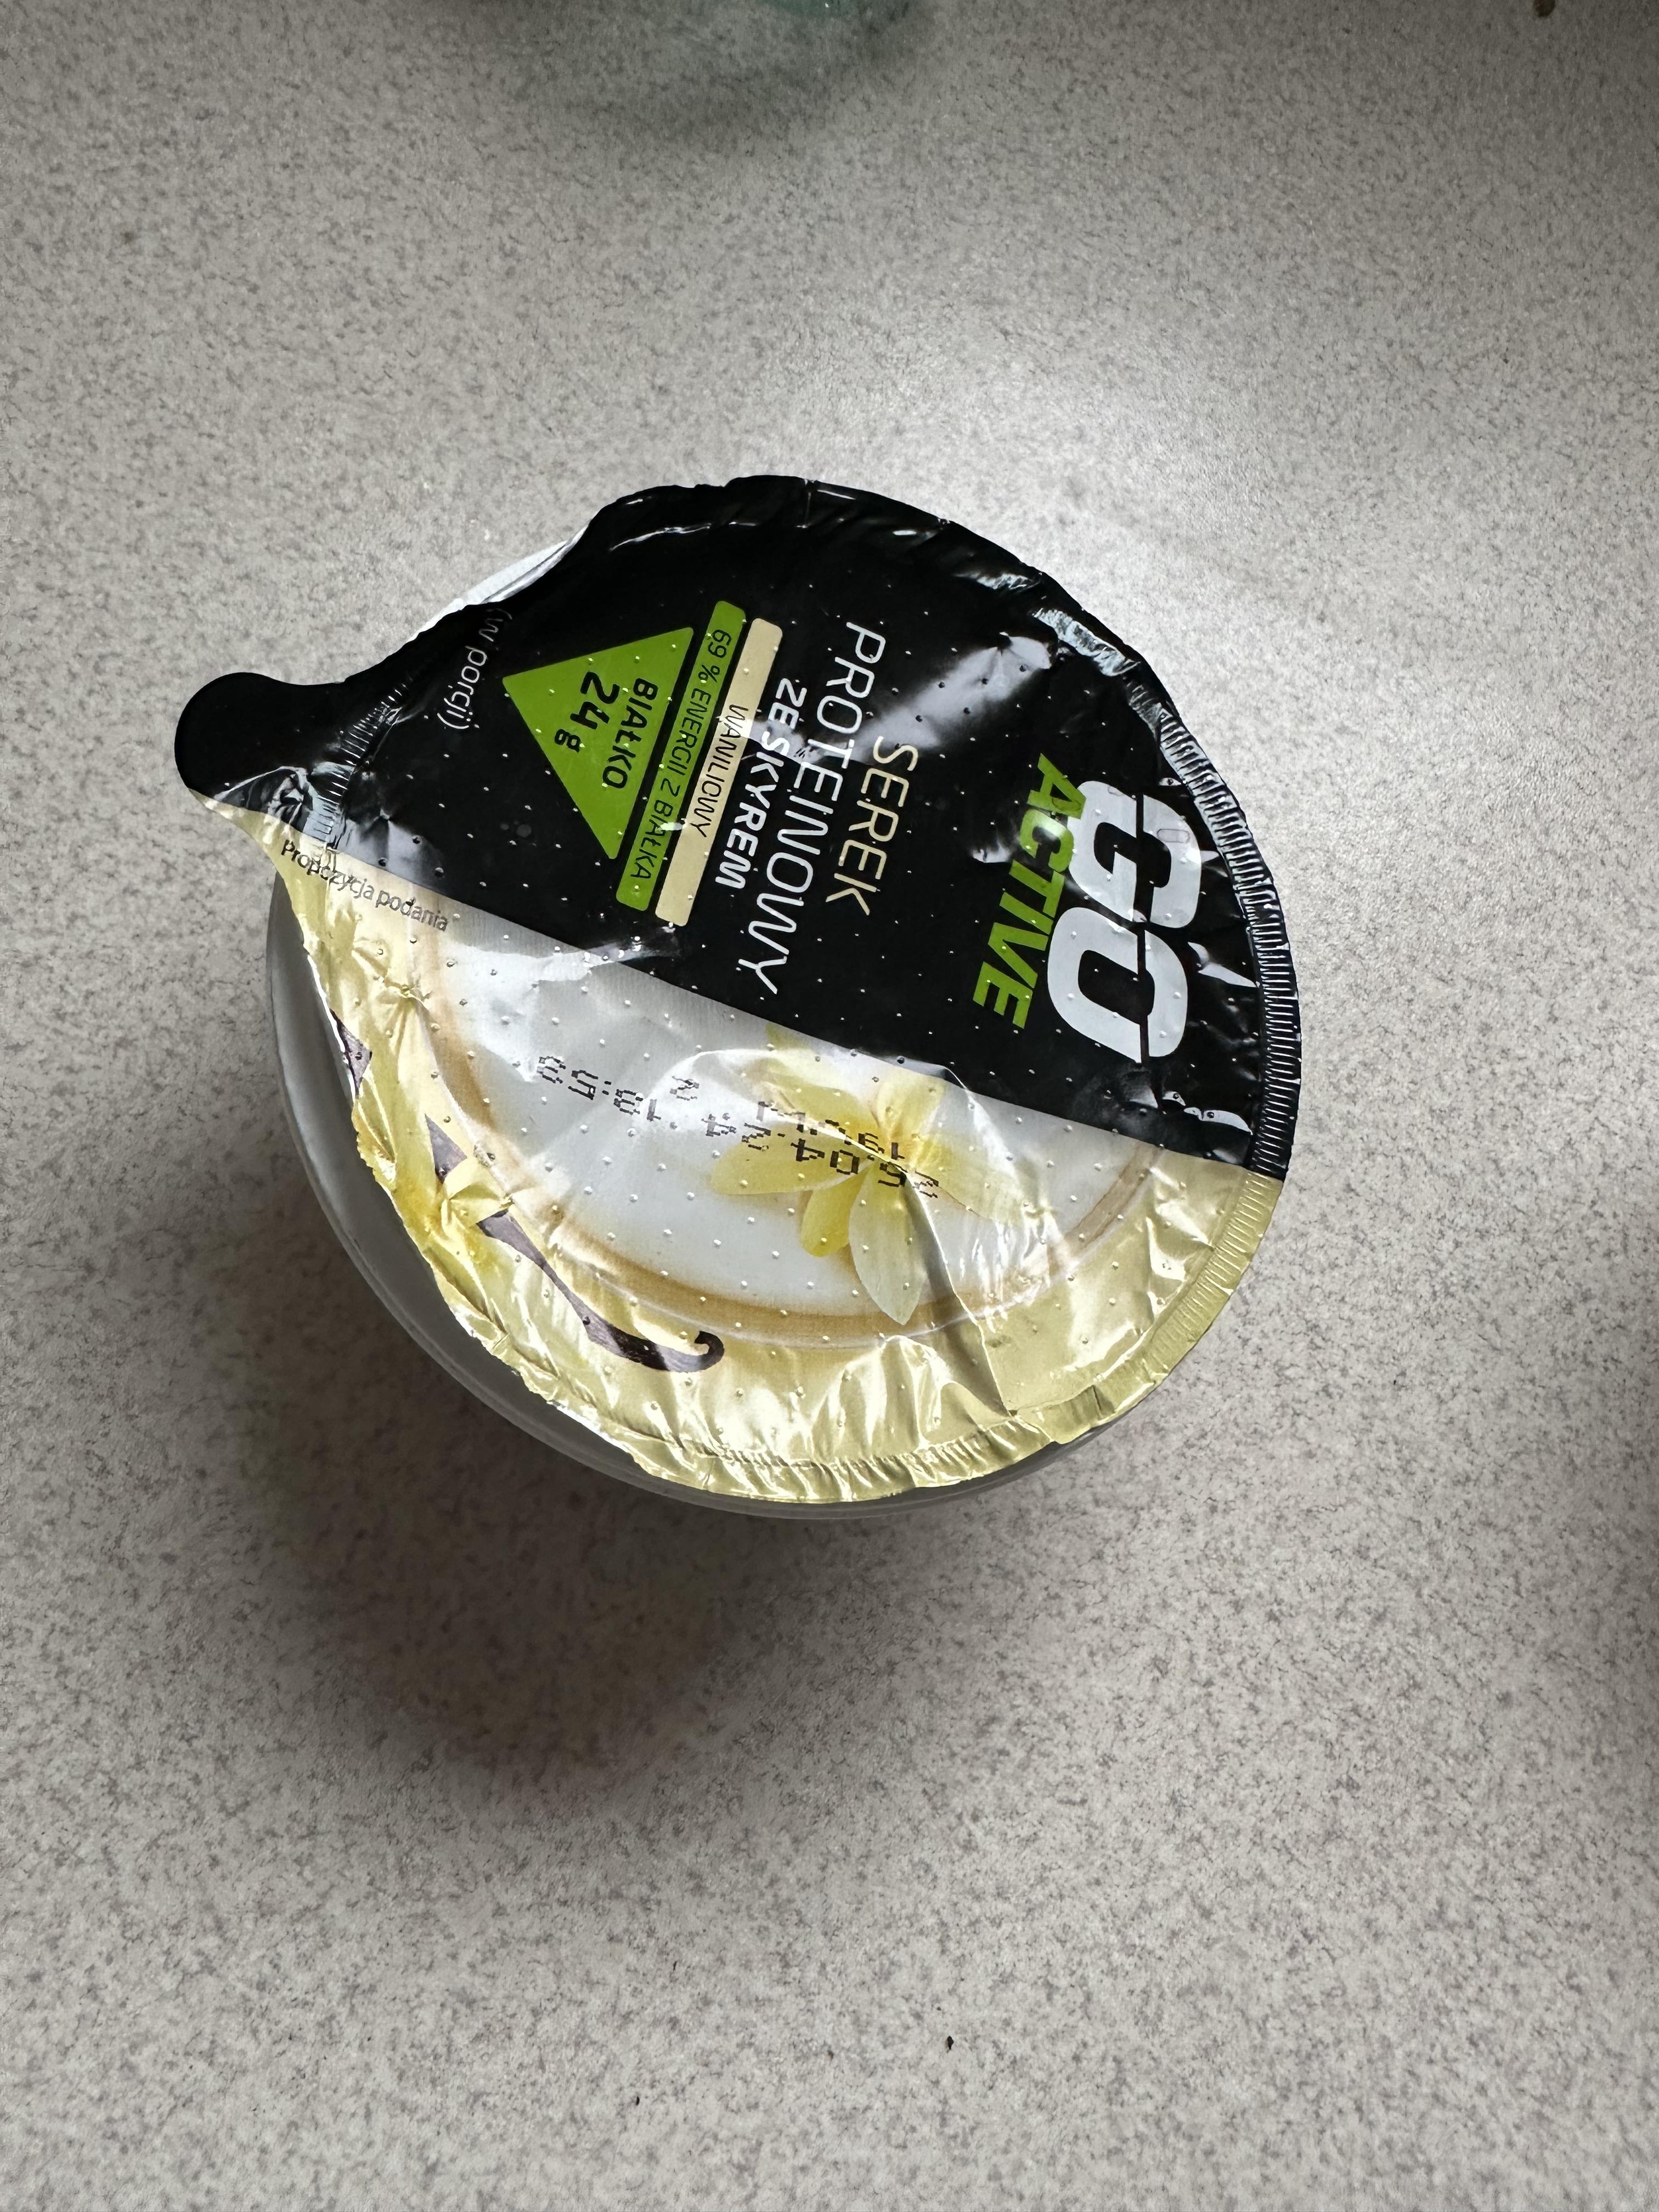 GO
ACTIVE
SEREK
PROTEINOWY
ZE SKYREM
WANILIOWY
69 % ENERGII Z BIAŁKA
BIAŁKO
24 g
(w porcji)
Propozycja podania